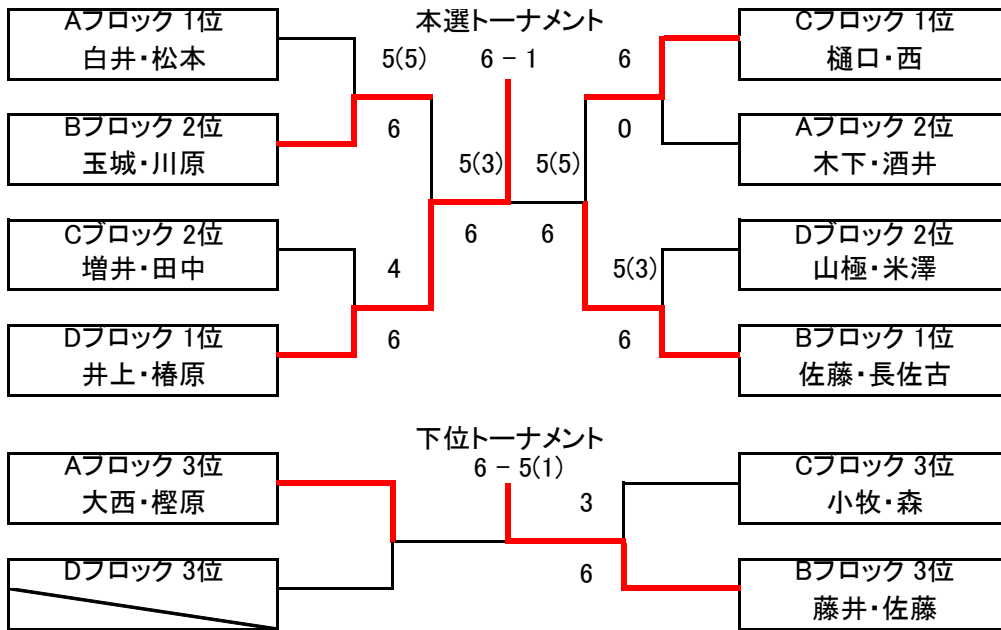 本選トーナメント
6 − 1
Aブロック 1位
白井・松本
5(5)
6
Cブロック 1位
樋口・西
Bブロック 2位
玉城・川原
6
0
Aブロック 2位
木下・酒井
5(3)
5(5)
Cブロック 2位
増井・田中
4
6
6
5(3)
Dブロック 2位
山極・米澤
Dブロック 1位
井上・椿原
6
6
Bブロック 1位
佐藤・長佐古
下位トーナメント
6 − 5(1)
Aブロック 3位
大西・樫原
3
Cブロック 3位
小牧・森
Dブロック 3位
6
Bブロック 3位
藤井・佐藤